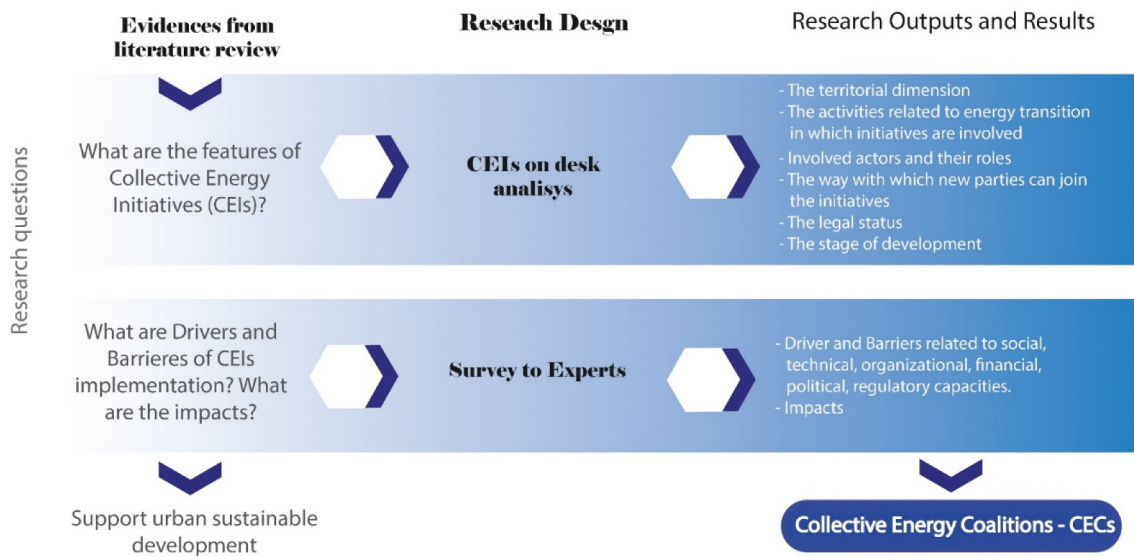 Evidences from
literature review
Reseach Desgn
Research Outputs and Results
Research questions
What are the features of
Collective Energy
Initiatives (CEIs)?
CEIs on desk
analisys
- The territorial dimension
- The activities related to energy transition
in which initiatives are involved
- Involved actors and their roles
- The way with which new parties can join
the initiatives
- The legal status
- The stage of development
What are Drivers and
Barrieres of CEIs
implementation? What
are the impacts?
Survey to Experts
- Driver and Barriers related to social,
technical, organizational, financial,
political, regulatory capacities.
- Impacts
Support urban sustainable
development
Collective Energy Coalitions - CECs